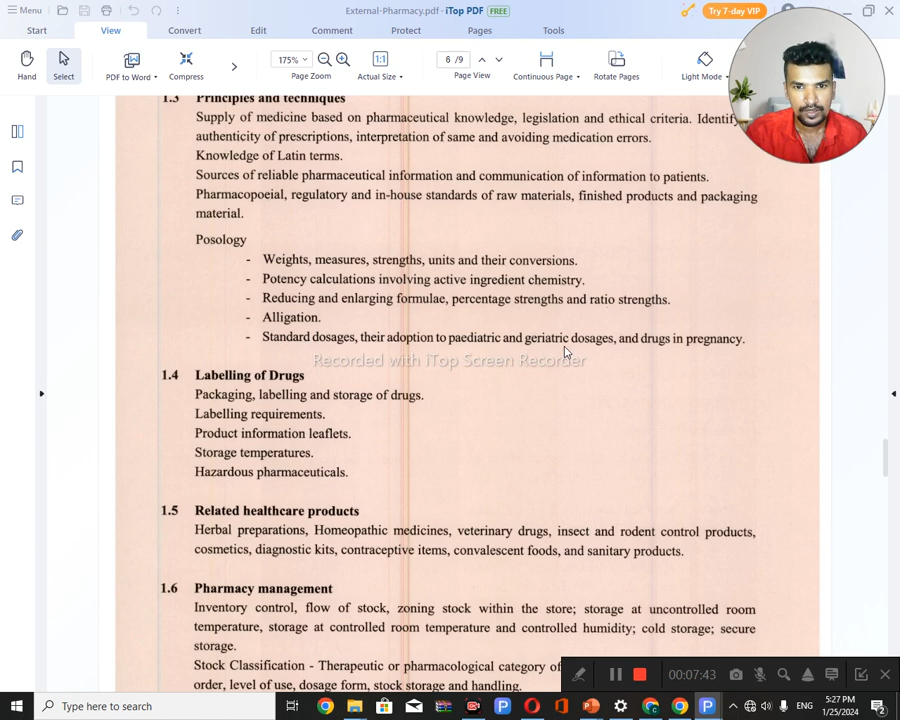 Menu
External-Pharmacy.pdf - iTop PDF FREE
Try 7-day VIP
Start View Convert Edit Comment Protect Pages Tools
Hand
Select
PDF to Word
Compress
175%
Page Zoom
1:1
Actual Size
6 /9
Page View
Continuous Page
Rotate Pages
Light Mode
1.3 Principles and techniques
Supply of medicine based on pharmaceutical knowledge, legislation and ethical criteria. Identify
authenticity of prescriptions, interpretation of same and avoiding medication errors.
Knowledge of Latin terms.
Sources of reliable pharmaceutical information and communication of information to patients.
Pharmacopoeial, regulatory and in-house standards of raw materials, finished products and packaging
material.
Posology
- Weights, measures, strengths, units and their conversions.
- Potency calculations involving active ingredient chemistry.
- Reducing and enlarging formulae, percentage strengths and ratio strengths.
- Alligation.
- Standard dosages, their adoption to paediatric and geriatric dosages, and drugs in pregnancy.
Recorded with iTop Screen Recorder
1.4 Labelling of Drugs
Packaging, labelling and storage of drugs.
Labelling requirements.
Product information leaflets.
Storage temperatures.
Hazardous pharmaceuticals.
1.5 Related healthcare products
Herbal preparations, Homeopathic medicines, veterinary drugs, insect and rodent control products,
cosmetics, diagnostic kits, contraceptive items, convalescent foods, and sanitary products.
1.6 Pharmacy management
Inventory control, flow of stock, zoning stock within the store; storage at uncontrolled room
temperature, storage at controlled room temperature and controlled humidity; cold storage; secure
storage.
Stock Classification - Therapeutic or pharmacological category of
order, level of use, dosage form, stock storage and handling.
00:07:43
Type here to search
ENG
5:27 PM
1/25/2024
2